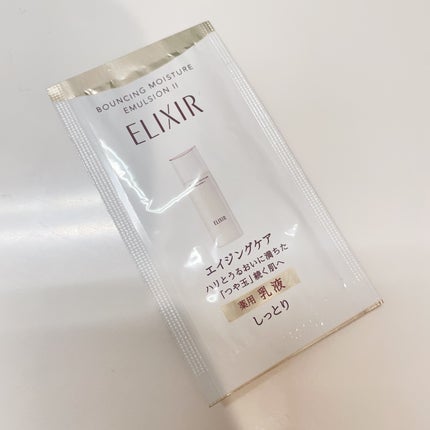 BOUNCING MOISTURE
EMULSION II
ELIXIR
ELIXIR
エイジングケア
ハリとうるおいに満ちた
「つや玉」続く肌へ
薬用 乳液
しっとり